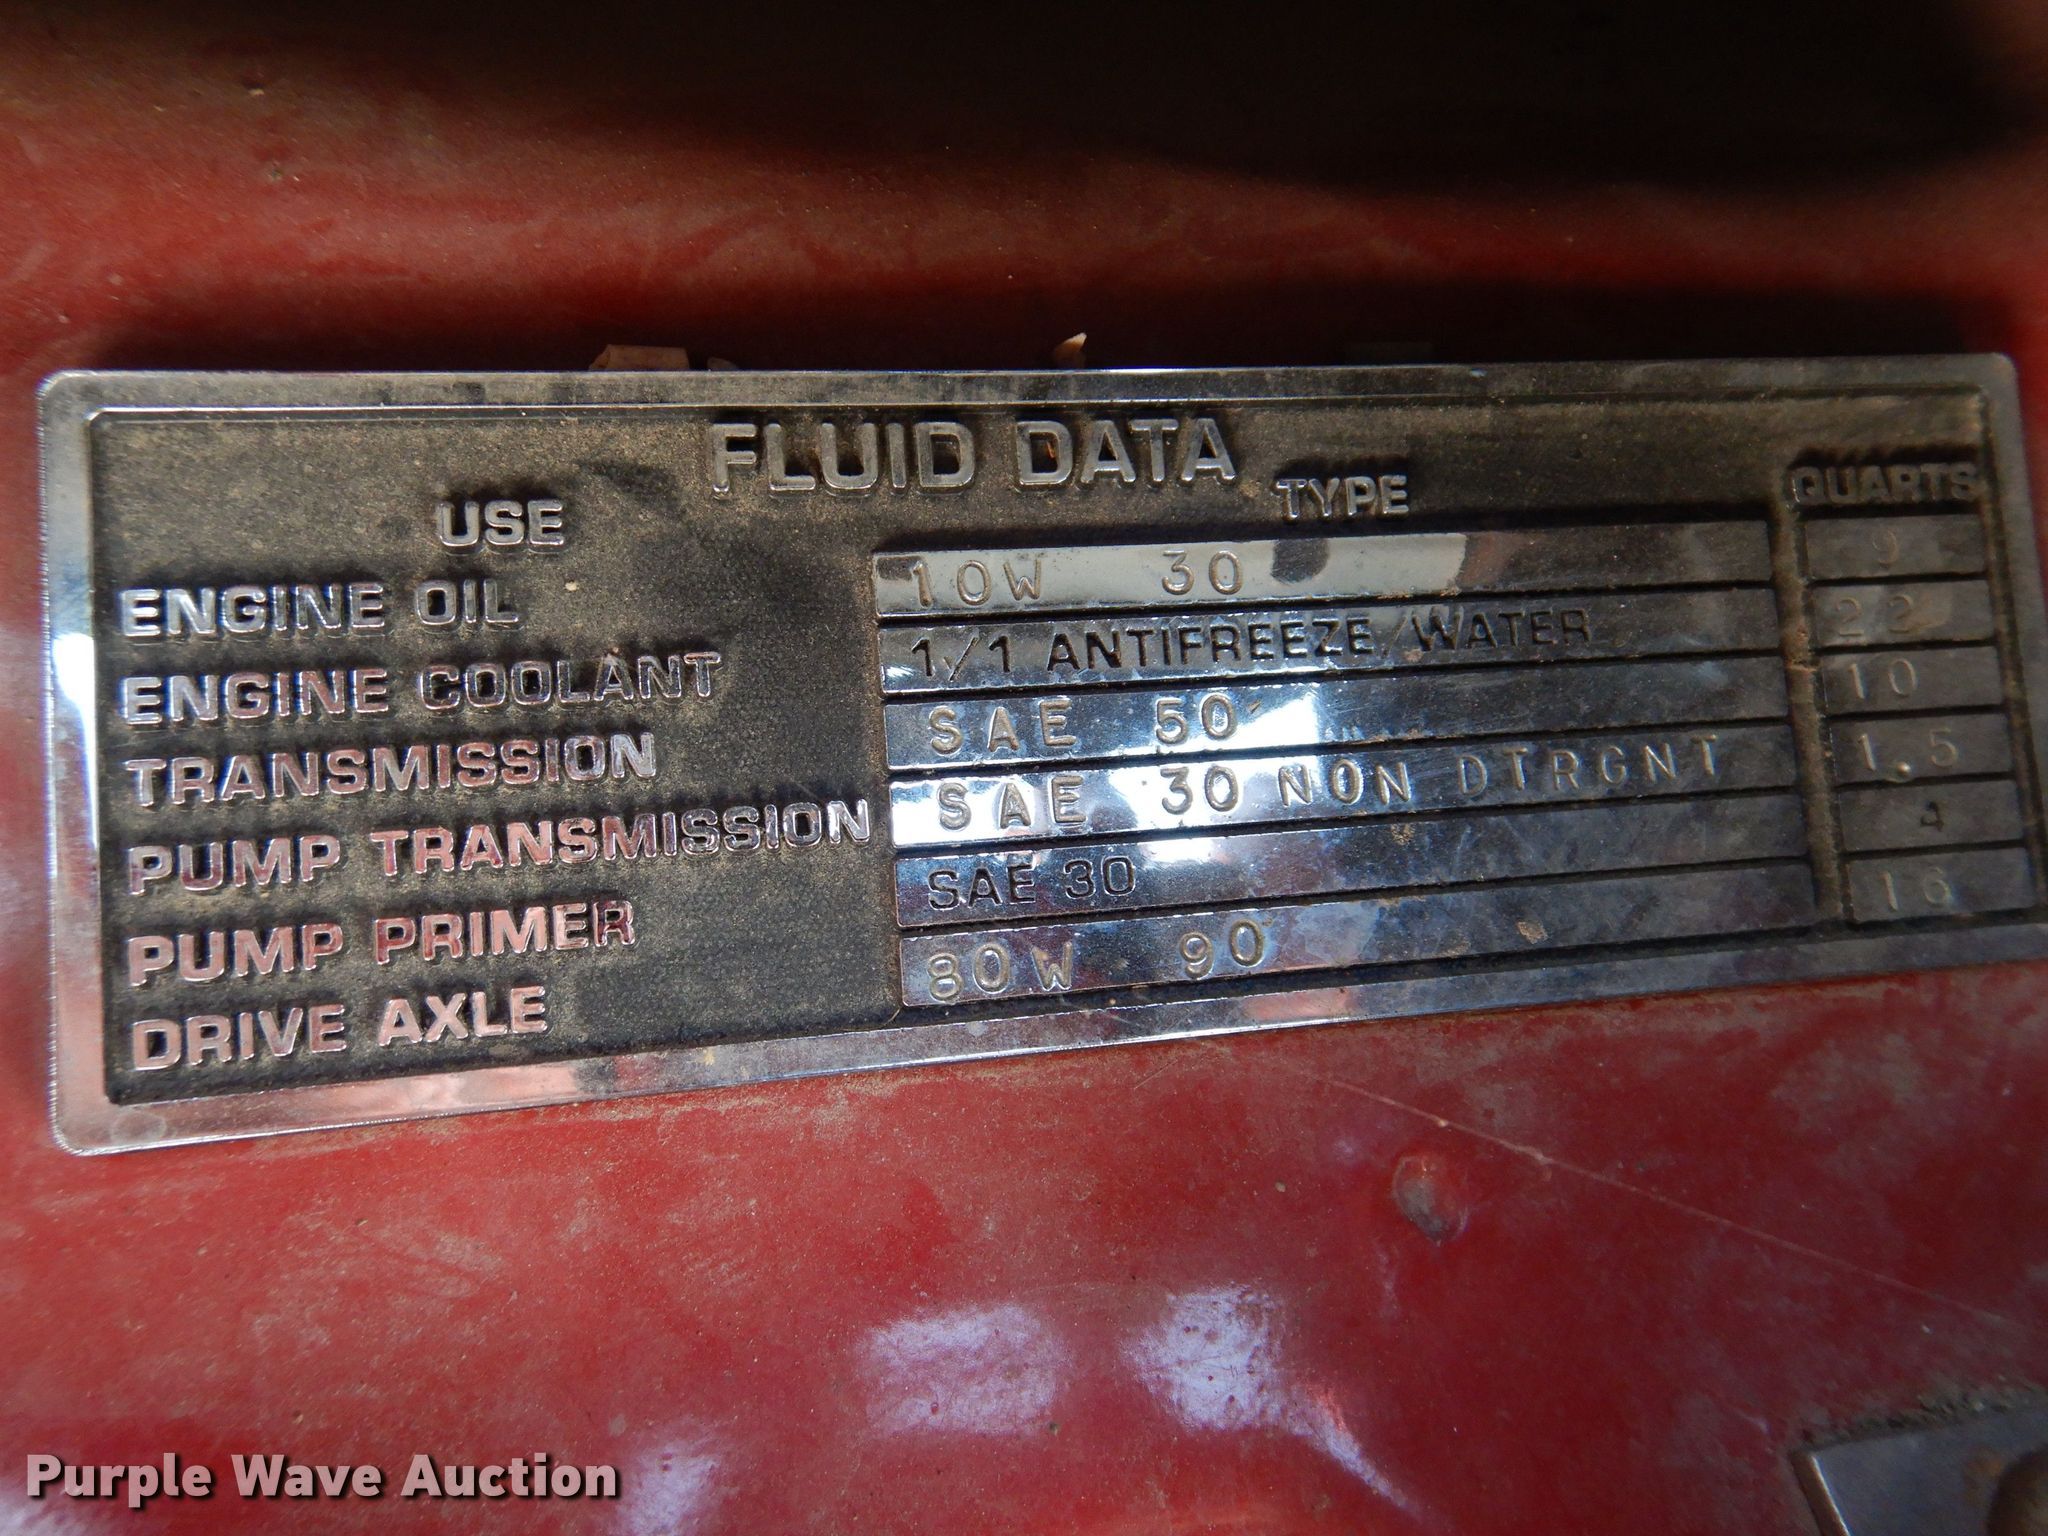 FLUID DATA
USE TYPE QUARTS
ENGINE OIL 10W 30 9
ENGINE COOLANT 1/1 ANTIFREEZE/WATER 22
TRANSMISSION SAE 50 10
PUMP TRANSMISSION SAE 30 NON DTRGNT 1.5
PUMP PRIMER SAE 30 4
DRIVE AXLE 80W 90 16
Purple Wave Auction